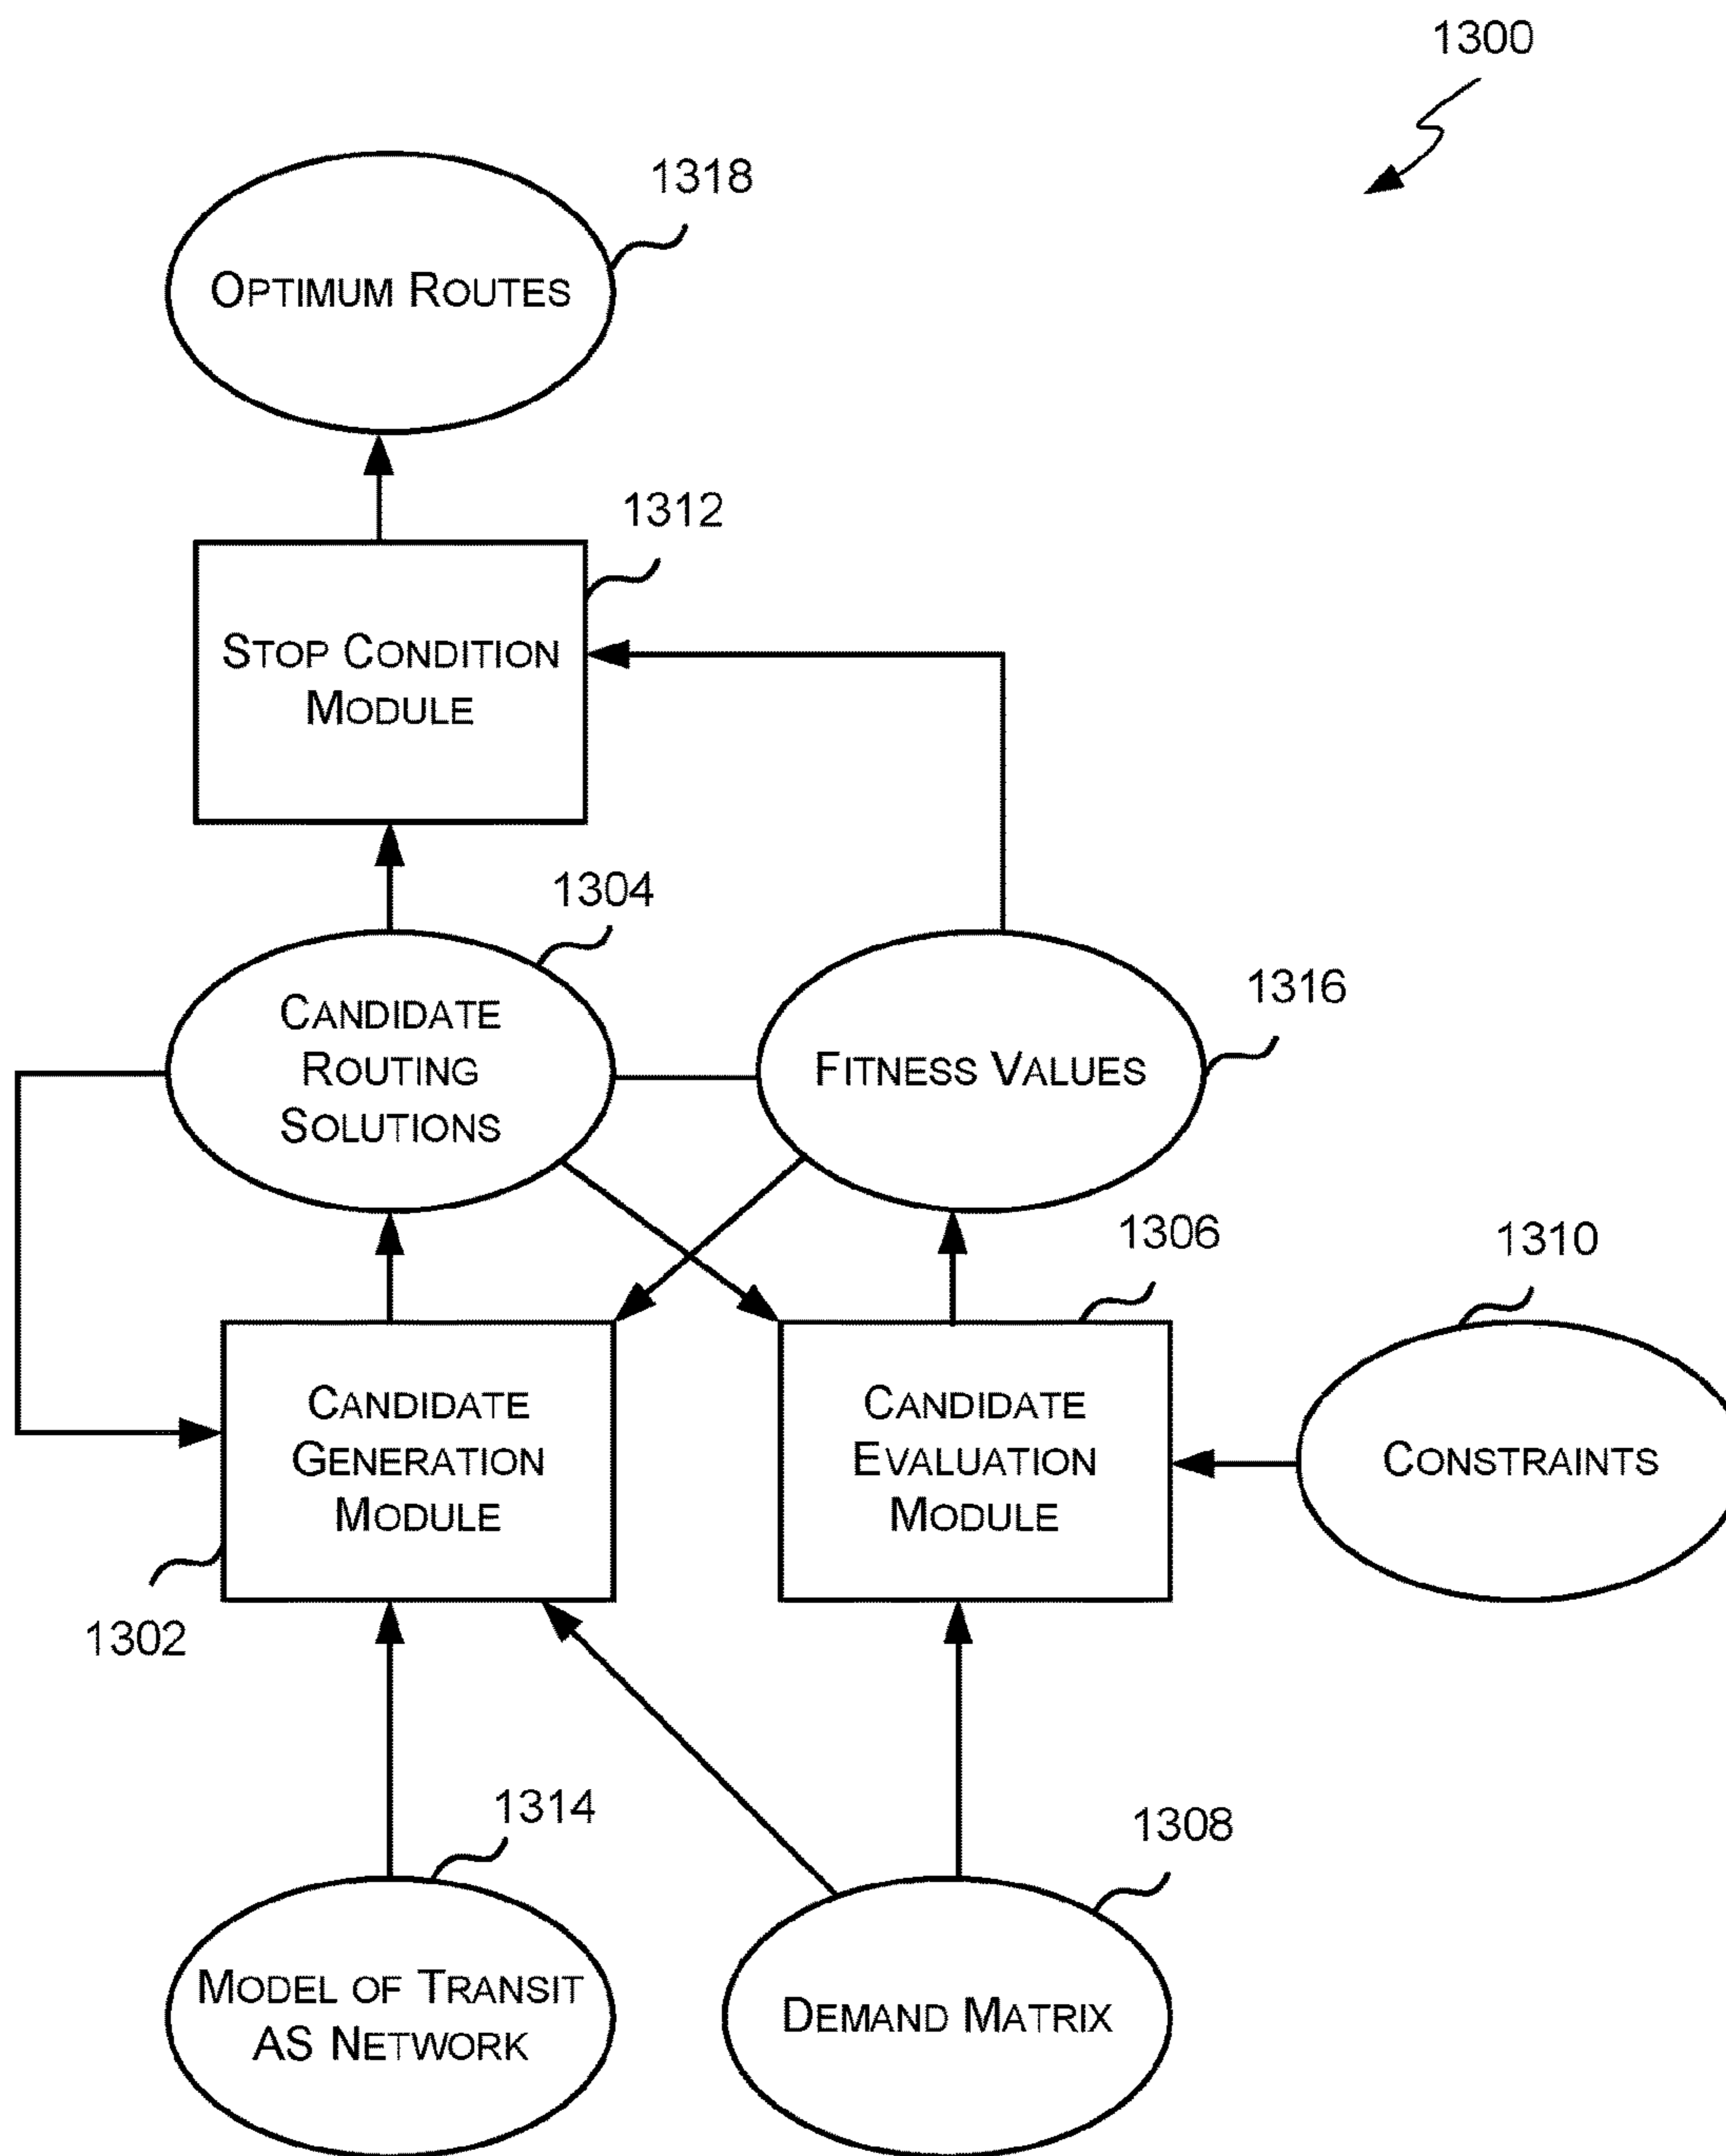 1300
1318
OPTIMUM ROUTES
1312
STOP CONDITION
MODULE
1304
CANDIDATE
ROUTING
SOLUTIONS
1316
FITNESS VALUES
1306
1310
CANDIDATE
GENERATION
MODULE
CANDIDATE
EVALUATION
MODULE
CONSTRAINTS
1302
1314
1308
MODEL OF TRANSIT
AS NETWORK
DEMAND MATRIX